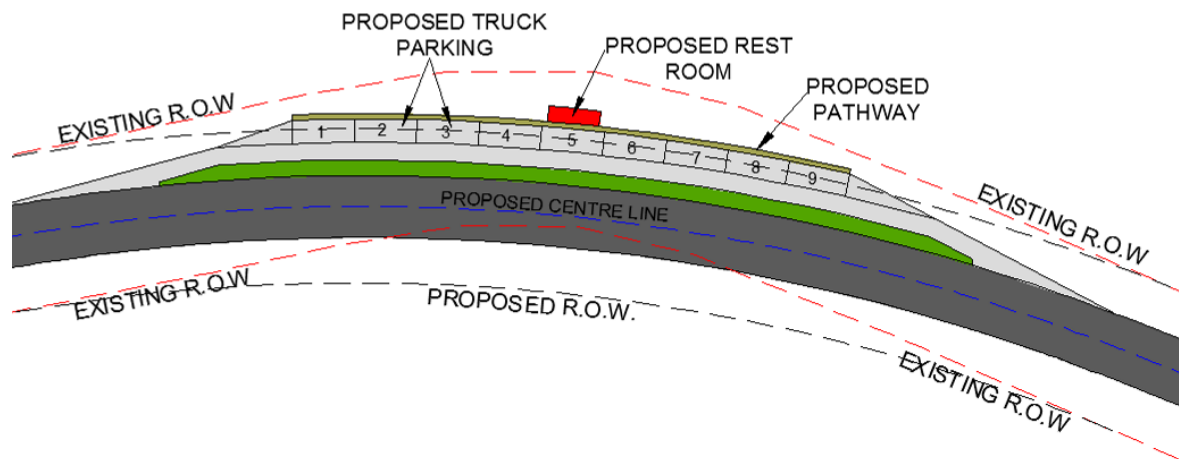 PROPOSED TRUCK
PARKING
PROPOSED REST
ROOM
PROPOSED
PATHWAY
EXISTING R.O.W
1 2 3 4 5 6 7 8 9
EXISTING R.O.W
PROPOSED CENTRE LINE
EXISTING R.O.W
PROPOSED R.O.W.
EXISTING R.O.W